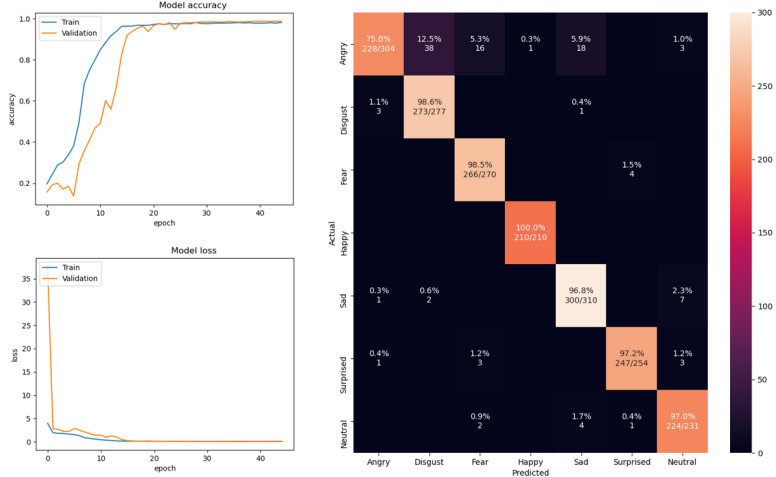 Model accuracy
Train
Validation
1.0
0.8
0.6
0.4
0.2
accuracy
0
10
20
30
40
epoch
Model loss
Train
Validation
35
30
25
20
15
10
5
0
loss
0
10
20
30
40
epoch
Actual
Angry
75.0% 12.5% 5.3% 0.3% 5.9% 1.0%
228/304 38 16 1 18 3
Disgust
1.1% 98.6% 0.4%
3 273/277 1
Fear
98.5% 1.5%
266/270 4
Happy
100.0%
210/210
Sad
0.3% 0.6% 96.8% 2.3%
1 2 300/310 7
Surprised
0.4% 1.2% 97.2% 1.2%
1 3 247/254 3
Neutral
0.9% 1.7% 0.4% 97.0%
2 4 1 224/231
Angry Disgust Fear Happy Sad Surprised Neutral
Predicted
300
250
200
150
100
50
0